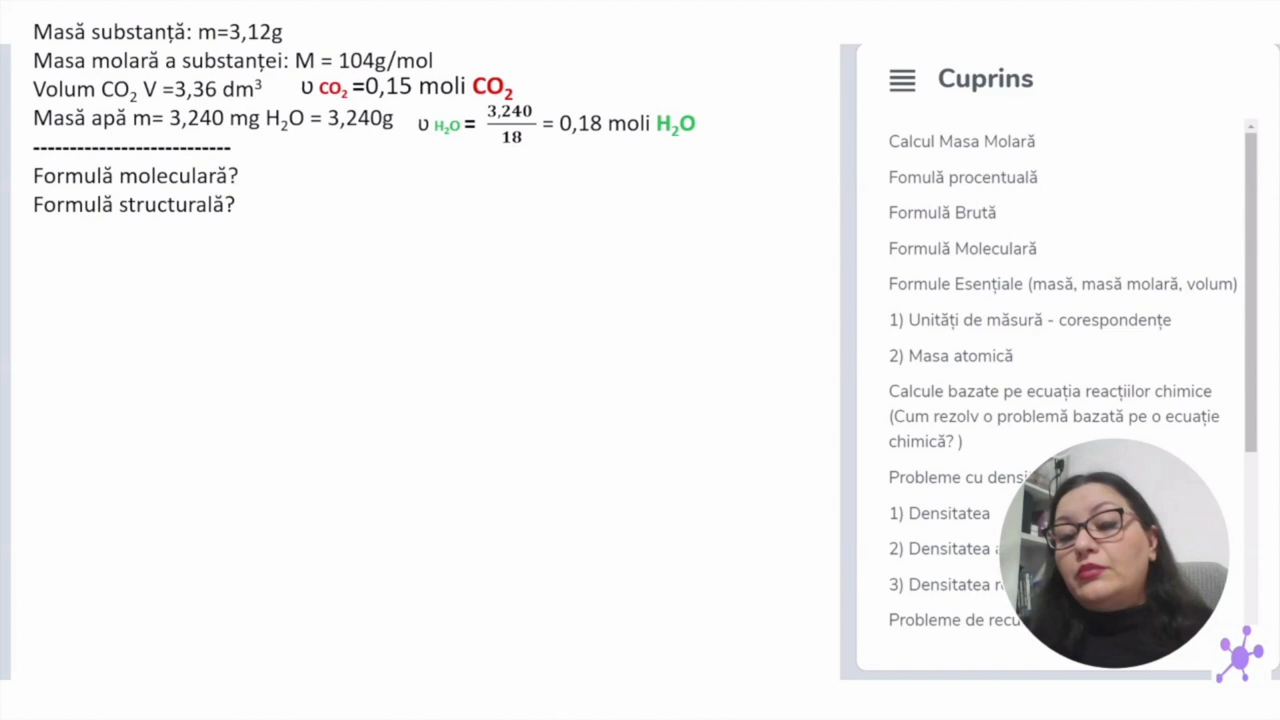 Masă substanță: m=3,12g
Masa molară a substanței: M = 104g/mol
Volum CO₂ V =3,36 dm³ υ CO₂ =0,15 moli CO₂
Masă apă m= 3,240 mg H₂O = 3,240g υ H₂O = 3,240/18 = 0,18 moli H₂O
---------------------------
Formulă moleculară?
Formulă structurală?
Cuprins
Calcul Masa Molară
Fomulă procentuală
Formulă Brută
Formulă Moleculară
Formule Esențiale (masă, masă molară, volum)
1) Unități de măsură - corespondențe
2) Masa atomică
Calcule bazate pe ecuația reacțiilor chimice
(Cum rezolv o problemă bazată pe o ecuație
chimică? )
Probleme cu densi
1) Densitatea
2) Densitatea
3) Densitatea
Probleme de recu